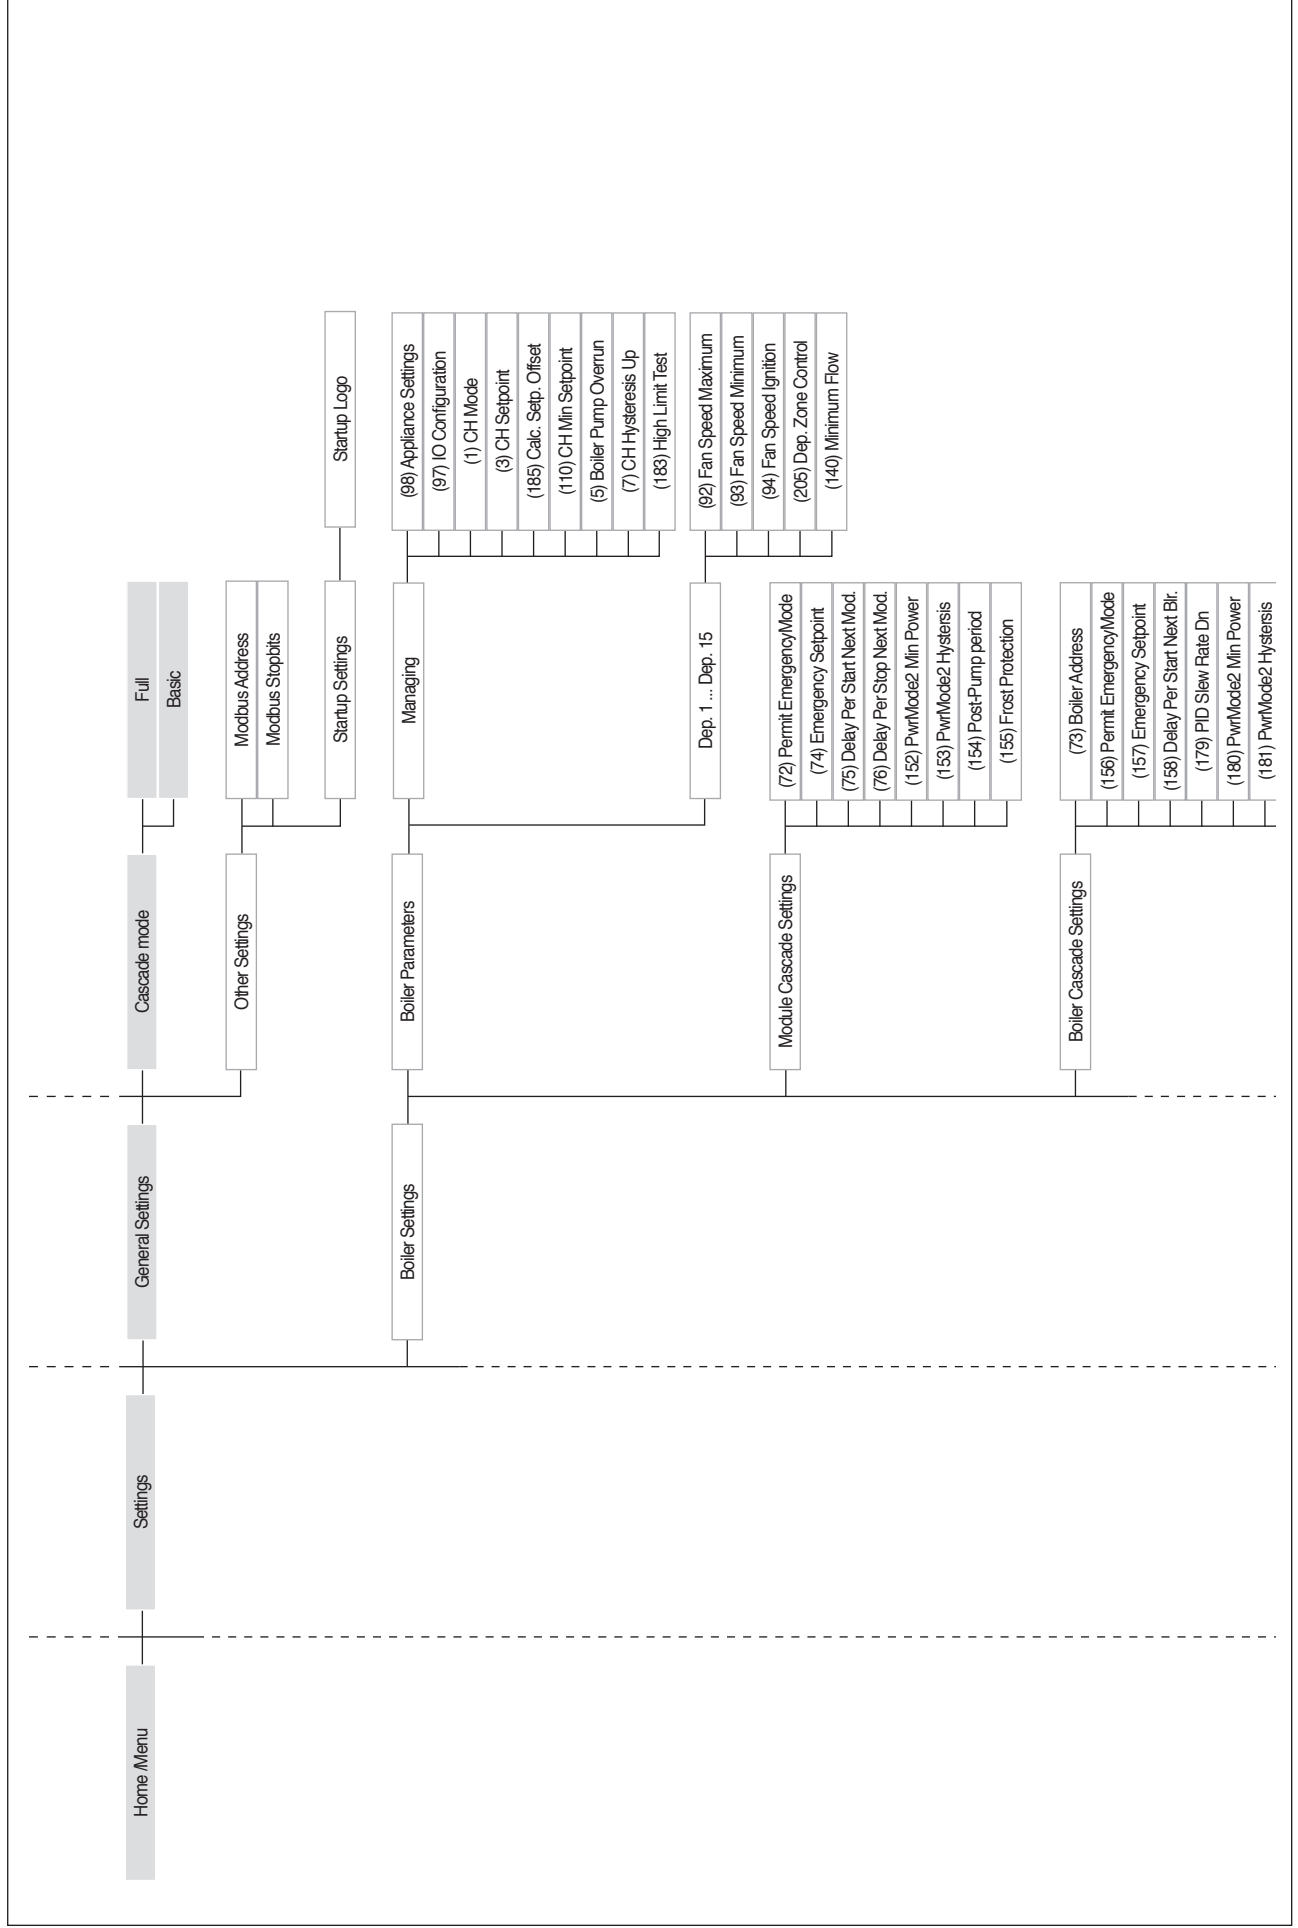 Home /Menu
Settings
General Settings
Cascade mode
Full
Basic
Other Settings
Modbus Address
Modbus Stopbits
Startup Settings
Startup Logo
Boiler Settings
Boiler Parameters
Managing
(98) Appliance Settings
(97) IO Configuration
(1) CH Mode
(3) CH Setpoint
(185) Calc. Setp. Offset
(110) CH Min Setpoint
(5) Boiler Pump Overrun
(7) CH Hysteresis Up
(183) High Limit Test
Dep. 1 ... Dep. 15
(92) Fan Speed Maximum
(93) Fan Speed Minimum
(94) Fan Speed Ignition
(205) Dep. Zone Control
(140) Minimum Flow
Module Cascade Settings
(72) Permit EmergencyMode
(74) Emergency Setpoint
(75) Delay Per Start Next Mod.
(76) Delay Per Stop Next Mod.
(152) PwrMode2 Min Power
(153) PwrMode2 Hystersis
(154) Post-Pump period
(155) Frost Protection
Boiler Cascade Settings
(73) Boiler Address
(156) Permit EmergencyMode
(157) Emergency Setpoint
(158) Delay Per Start Next Blr.
(179) PID Slew Rate Dn
(180) PwrMode2 Min Power
(181) PwrMode2 Hystersis